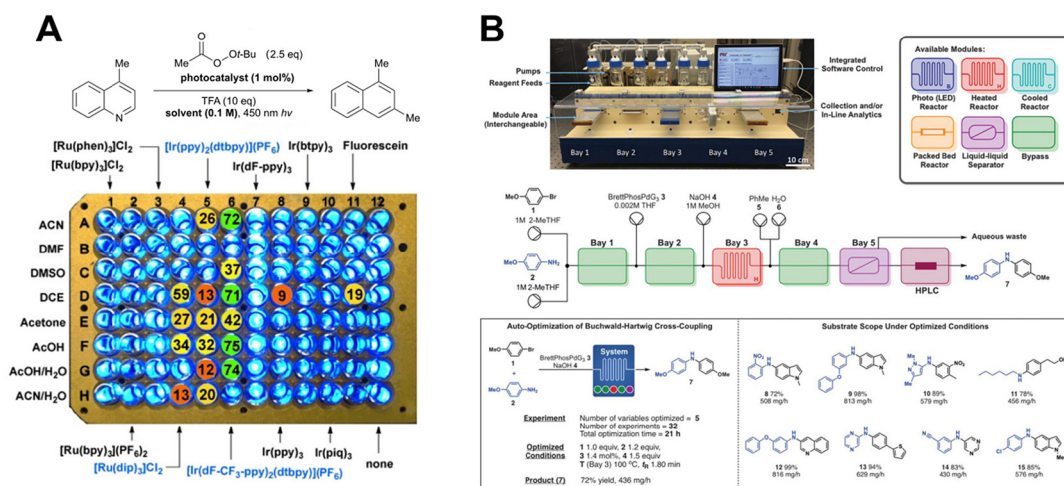 A
Me
Me
O
O
Ot-Bu
(2.5 eq)
photocatalyst (1 mol%)
TFA (10 eq)
solvent (0.1 M), 450 nm hv
N
Me
Me
[Ru(phen)3]Cl2
[Ru(bpy)3]Cl2
[Ir(ppy)2(dtbpy)](PF6)
Ir(dF-ppy)3
Ir(btpy)3
Fluorescein
1 2 3 4 5 6 7 8 9 10 11 12
ACN A 26 72
DMF B
DMSO C 37
DCE D 59 13 71 9 19
Acetone E 27 21 42
AcOH F 34 32 75
AcOH/H2O G 12 74
ACN/H2O H 13 20
[Ru(bpy)3](PF6)2
[Ru(dip)3]Cl2
[Ir(dF-CF3-ppy)2(dtbpy)](PF6)
Ir(ppy)3
Ir(piq)3
none
B
Pumps
Reagent Feeds
Module Area
(Interchangeable)
Bay 1 Bay 2 Bay 3 Bay 4 Bay 5
10 cm
Integrated
Software Control
Collection and/or
In-Line Analytics
Available Modules:
B
H
C
Photo (LED)
Reactor
Heated
Reactor
Cooled
Reactor
Packed Bed
Reactor
Liquid-liquid
Separator
Bypass
MeO
Br
1
1M 2-MeTHF
MeO
NH2
2
1M 2-MeTHF
BrettPhosPdG3 3
0.002M THF
NaOH 4
1M MeOH
PhMe
5
H2O
6
Bay 1
Bay 2
Bay 3
H
Bay 4
Bay 5
HPLC
Aqueous waste
MeO
H
N
OMe
7
Auto-Optimization of Buchwald-Hartwig Cross-Coupling
MeO
Br
1
+
MeO
NH2
2
BrettPhosPdG3 3
NaOH 4
System
MeO
H
N
OMe
7
Experiment
Number of variables optimized = 5
Number of experiments = 32
Total optimization time = 21 h
Optimized
Conditions
1 1.0 equiv, 2 1.2 equiv,
3 1.4 mol%, 4 1.5 equiv
T (Bay 3) 100 °C, tR 1.80 min
Product (7)
72% yield, 436 mg/h
Substrate Scope Under Optimized Conditions
8 72%
508 mg/h
9 98%
813 mg/h
10 89%
579 mg/h
11 78%
456 mg/h
12 99%
816 mg/h
13 94%
629 mg/h
14 83%
430 mg/h
15 85%
576 mg/h